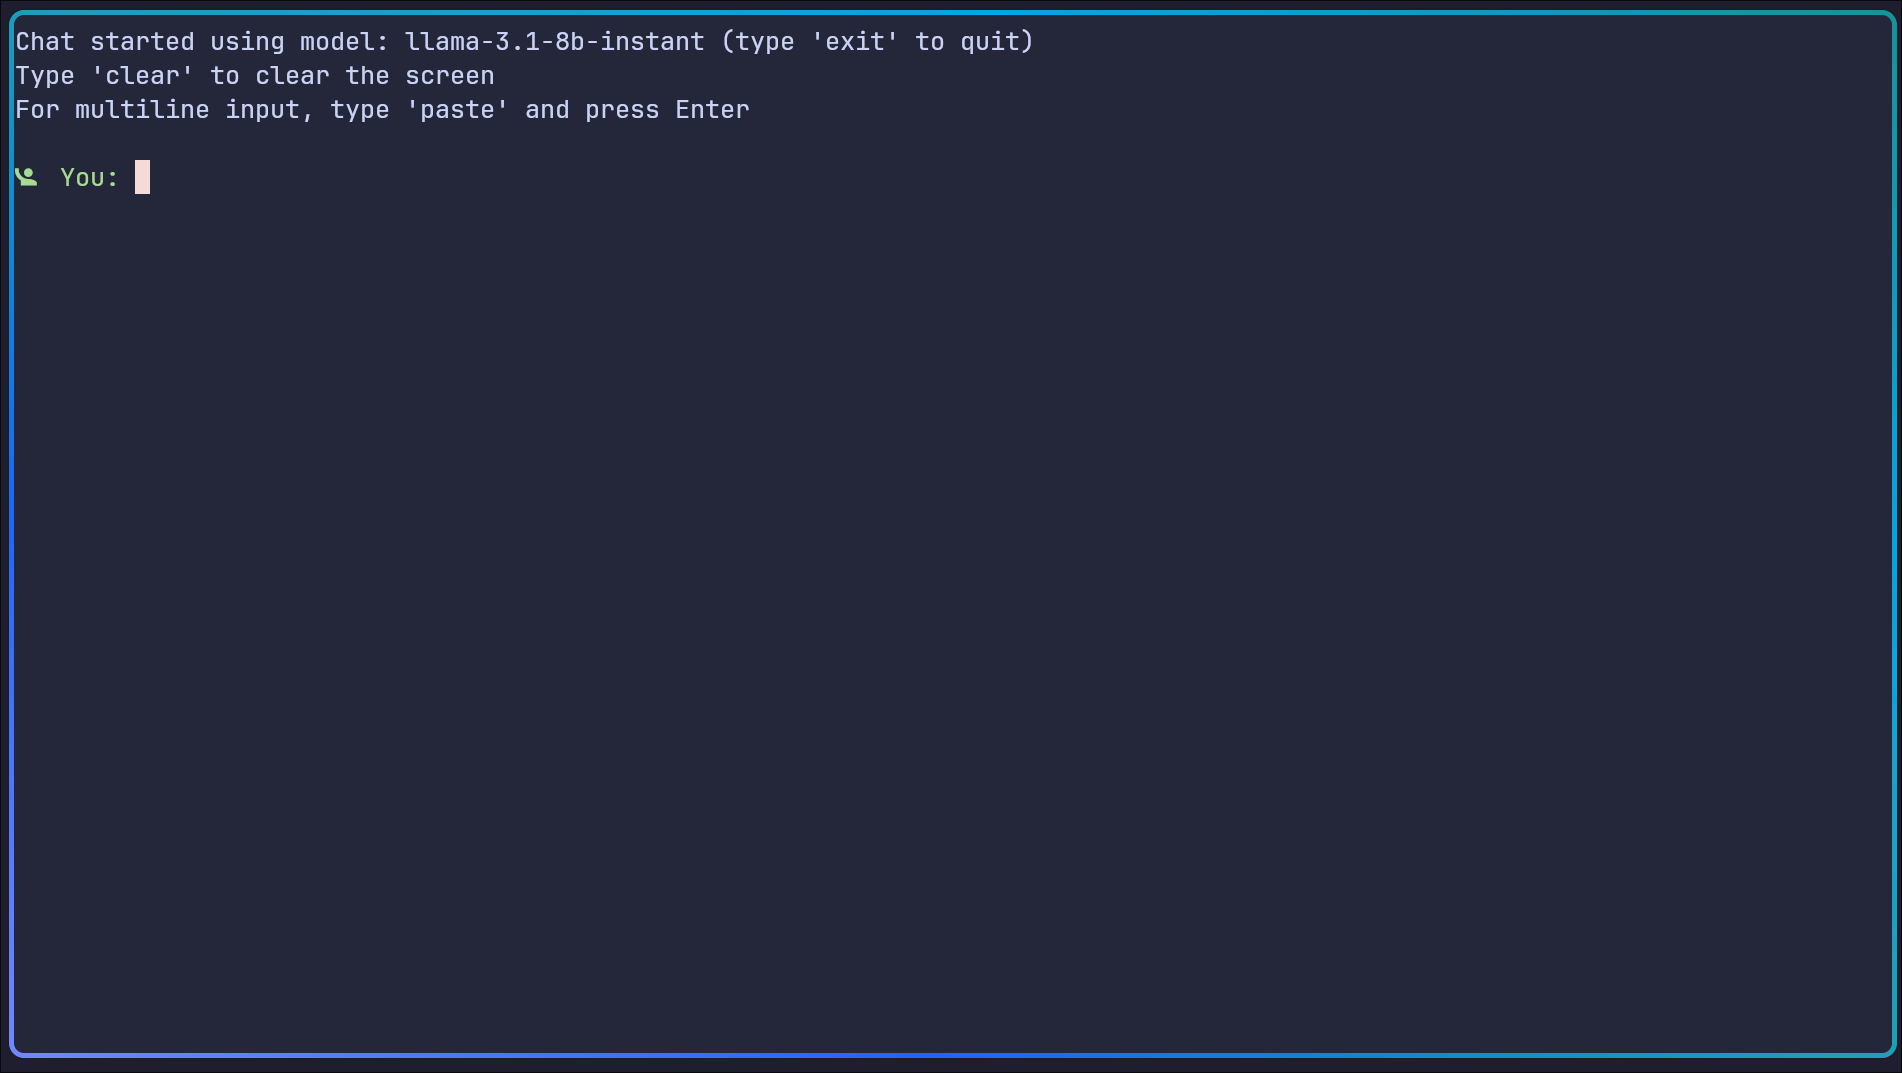 Chat started using model: llama-3.1-8b-instant (type 'exit' to quit)
Type 'clear' to clear the screen
For multiline input, type 'paste' and press Enter
You: